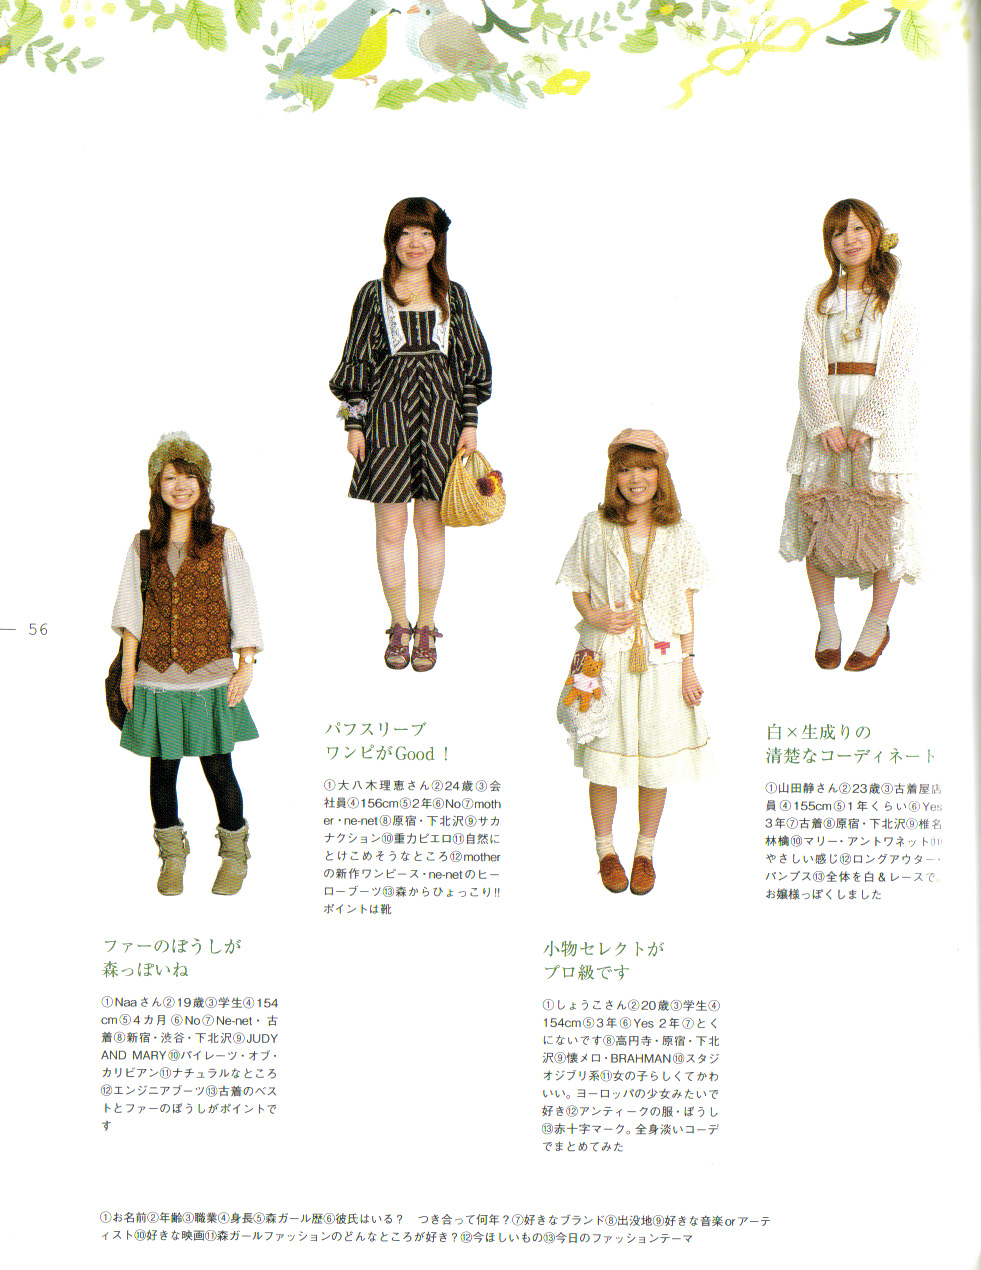 56
パフスリーブ
ワンピがGood！
①大八木理恵さん②24歳③会
社員④156cm⑤2年⑥No⑦moth
er・ne-net⑧原宿・下北沢⑨サカ
ナクション⑩重力ピエロ⑪自然に
とけこめそうなところ⑫mother
の新作ワンピース・ne-netのヒー
ローブーツ⑬森からひょっこり!!
ポイントは靴
白×生成りの
清楚なコーディネート
①山田静さん②23歳③古着屋店
員④155cm⑤1年くらい⑥Yes
3年⑦古着⑧原宿・下北沢⑨椎名
林檎⑩マリー・アントワネット⑪
やさしい感じ⑫ロングアウター・
パンプス⑬全体を白＆レースで。
お嬢様っぽくしました
ファーのぼうしが
森っぽいね
①Naaさん②19歳③学生④154
cm⑤4カ月⑥No⑦Ne-net・古
着⑧新宿・渋谷・下北沢⑨JUDY
AND MARY⑩パイレーツ・オブ・
カリビアン⑪ナチュラルなところ
⑫エンジニアブーツ⑬古着のベス
トとファーのぼうしがポイントで
す
小物セレクトが
プロ級です
①しょうこさん②20歳③学生④
154cm⑤3年⑥Yes 2年⑦とく
にないです⑧高円寺・原宿・下北
沢⑨懐メロ・BRAHMAN⑩スタジ
オジブリ系⑪女の子らしくてかわ
いい。ヨーロッパの少女みたいで
好き⑫アンティークの服・ぼうし
⑬赤十字マーク。全身淡いコーデ
でまとめてみた
①お名前②年齢③職業④身長⑤森ガール歴⑥彼氏はいる？　つき合って何年？⑦好きなブランド⑧出没地⑨好きな音楽orアーテ
ィスト⑩好きな映画⑪森ガールファッションのどんなところが好き？⑫今ほしいもの⑬今日のファッションテーマ